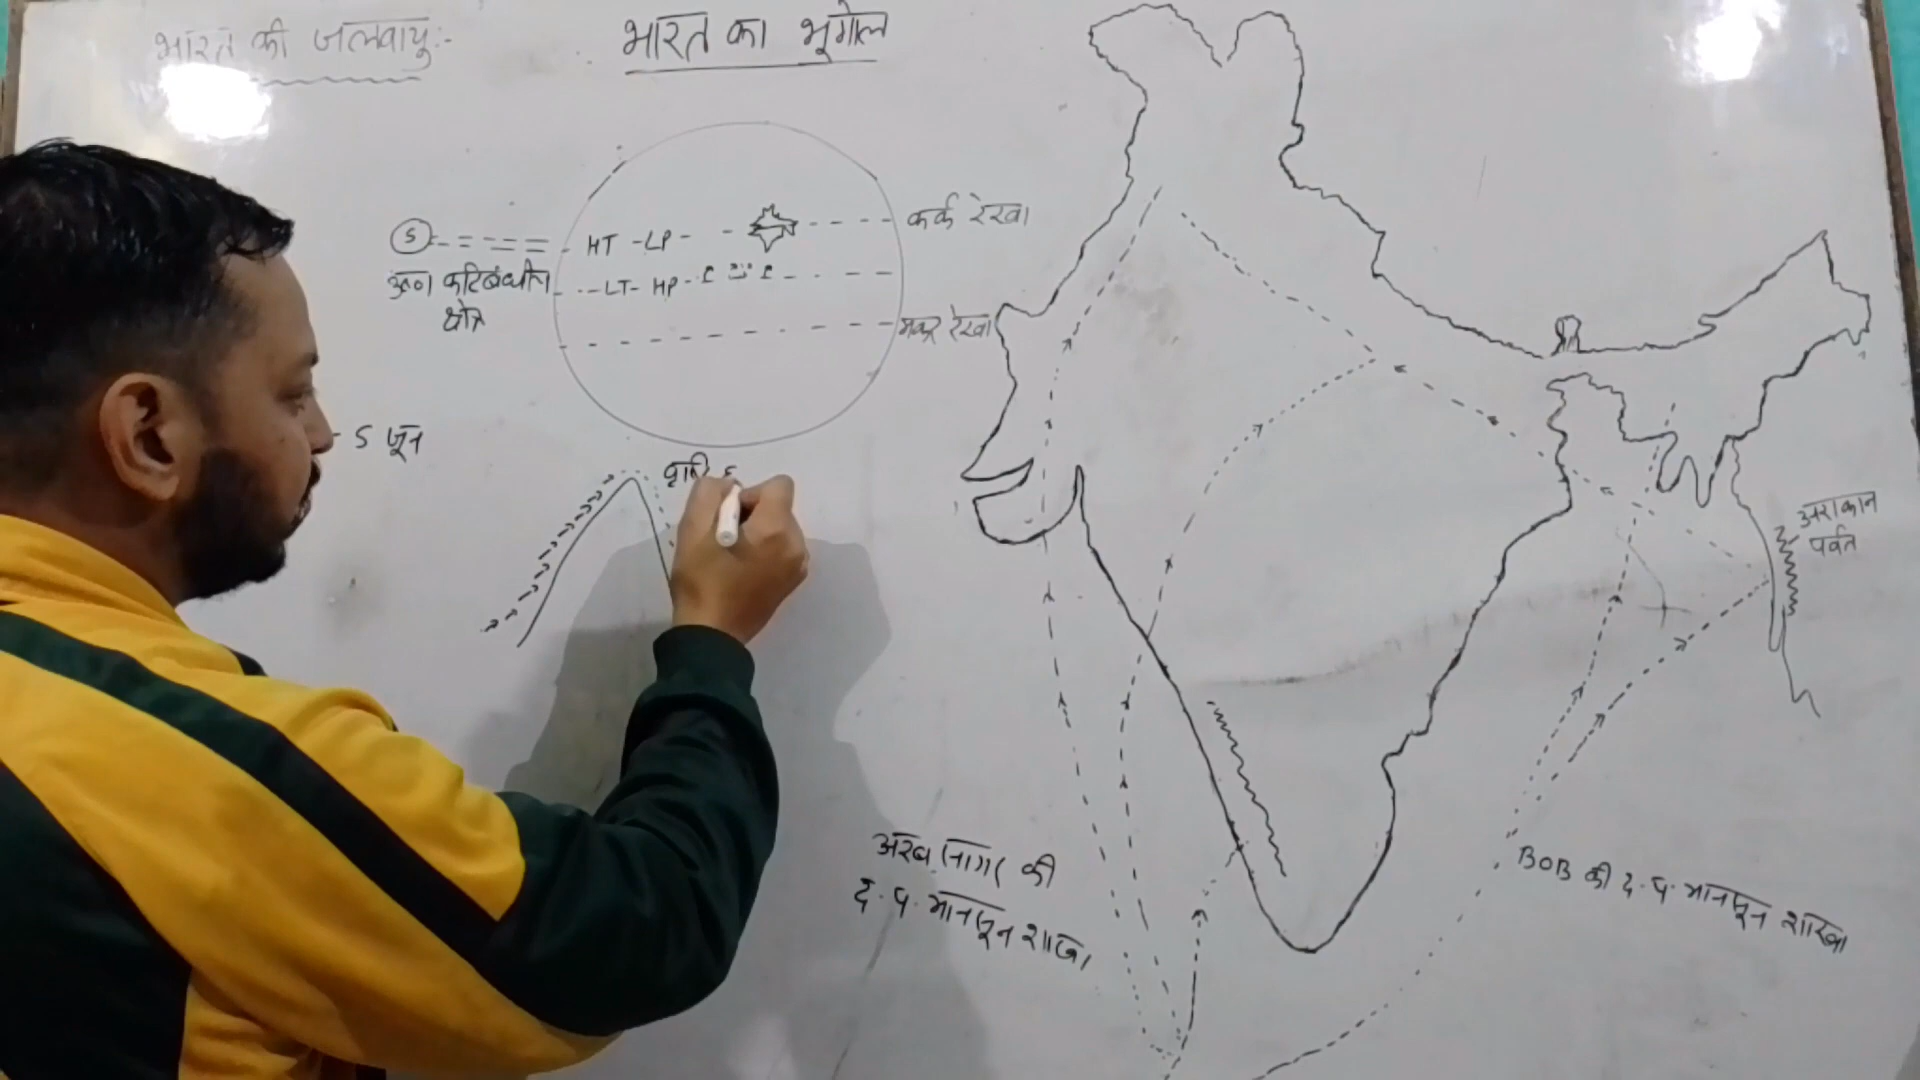 भारत की जलवायु:-
भारत का भूगोल
S
HT - LP -
कर्क रेखा
उष्ण कटिबंधीय
क्षेत्र
LT - HP
मकर रेखा
5 जून
अराकान
पर्वत
अरब सागर की
द. प. मानसून शाखा
BOB की द. प. मानसून शाखा